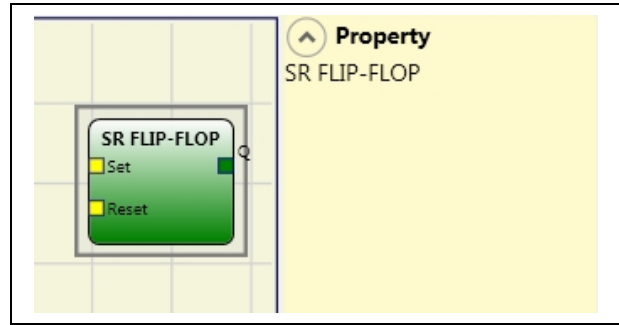 Property
SR FLIP-FLOP
SR FLIP-FLOP
Q
Set
Reset